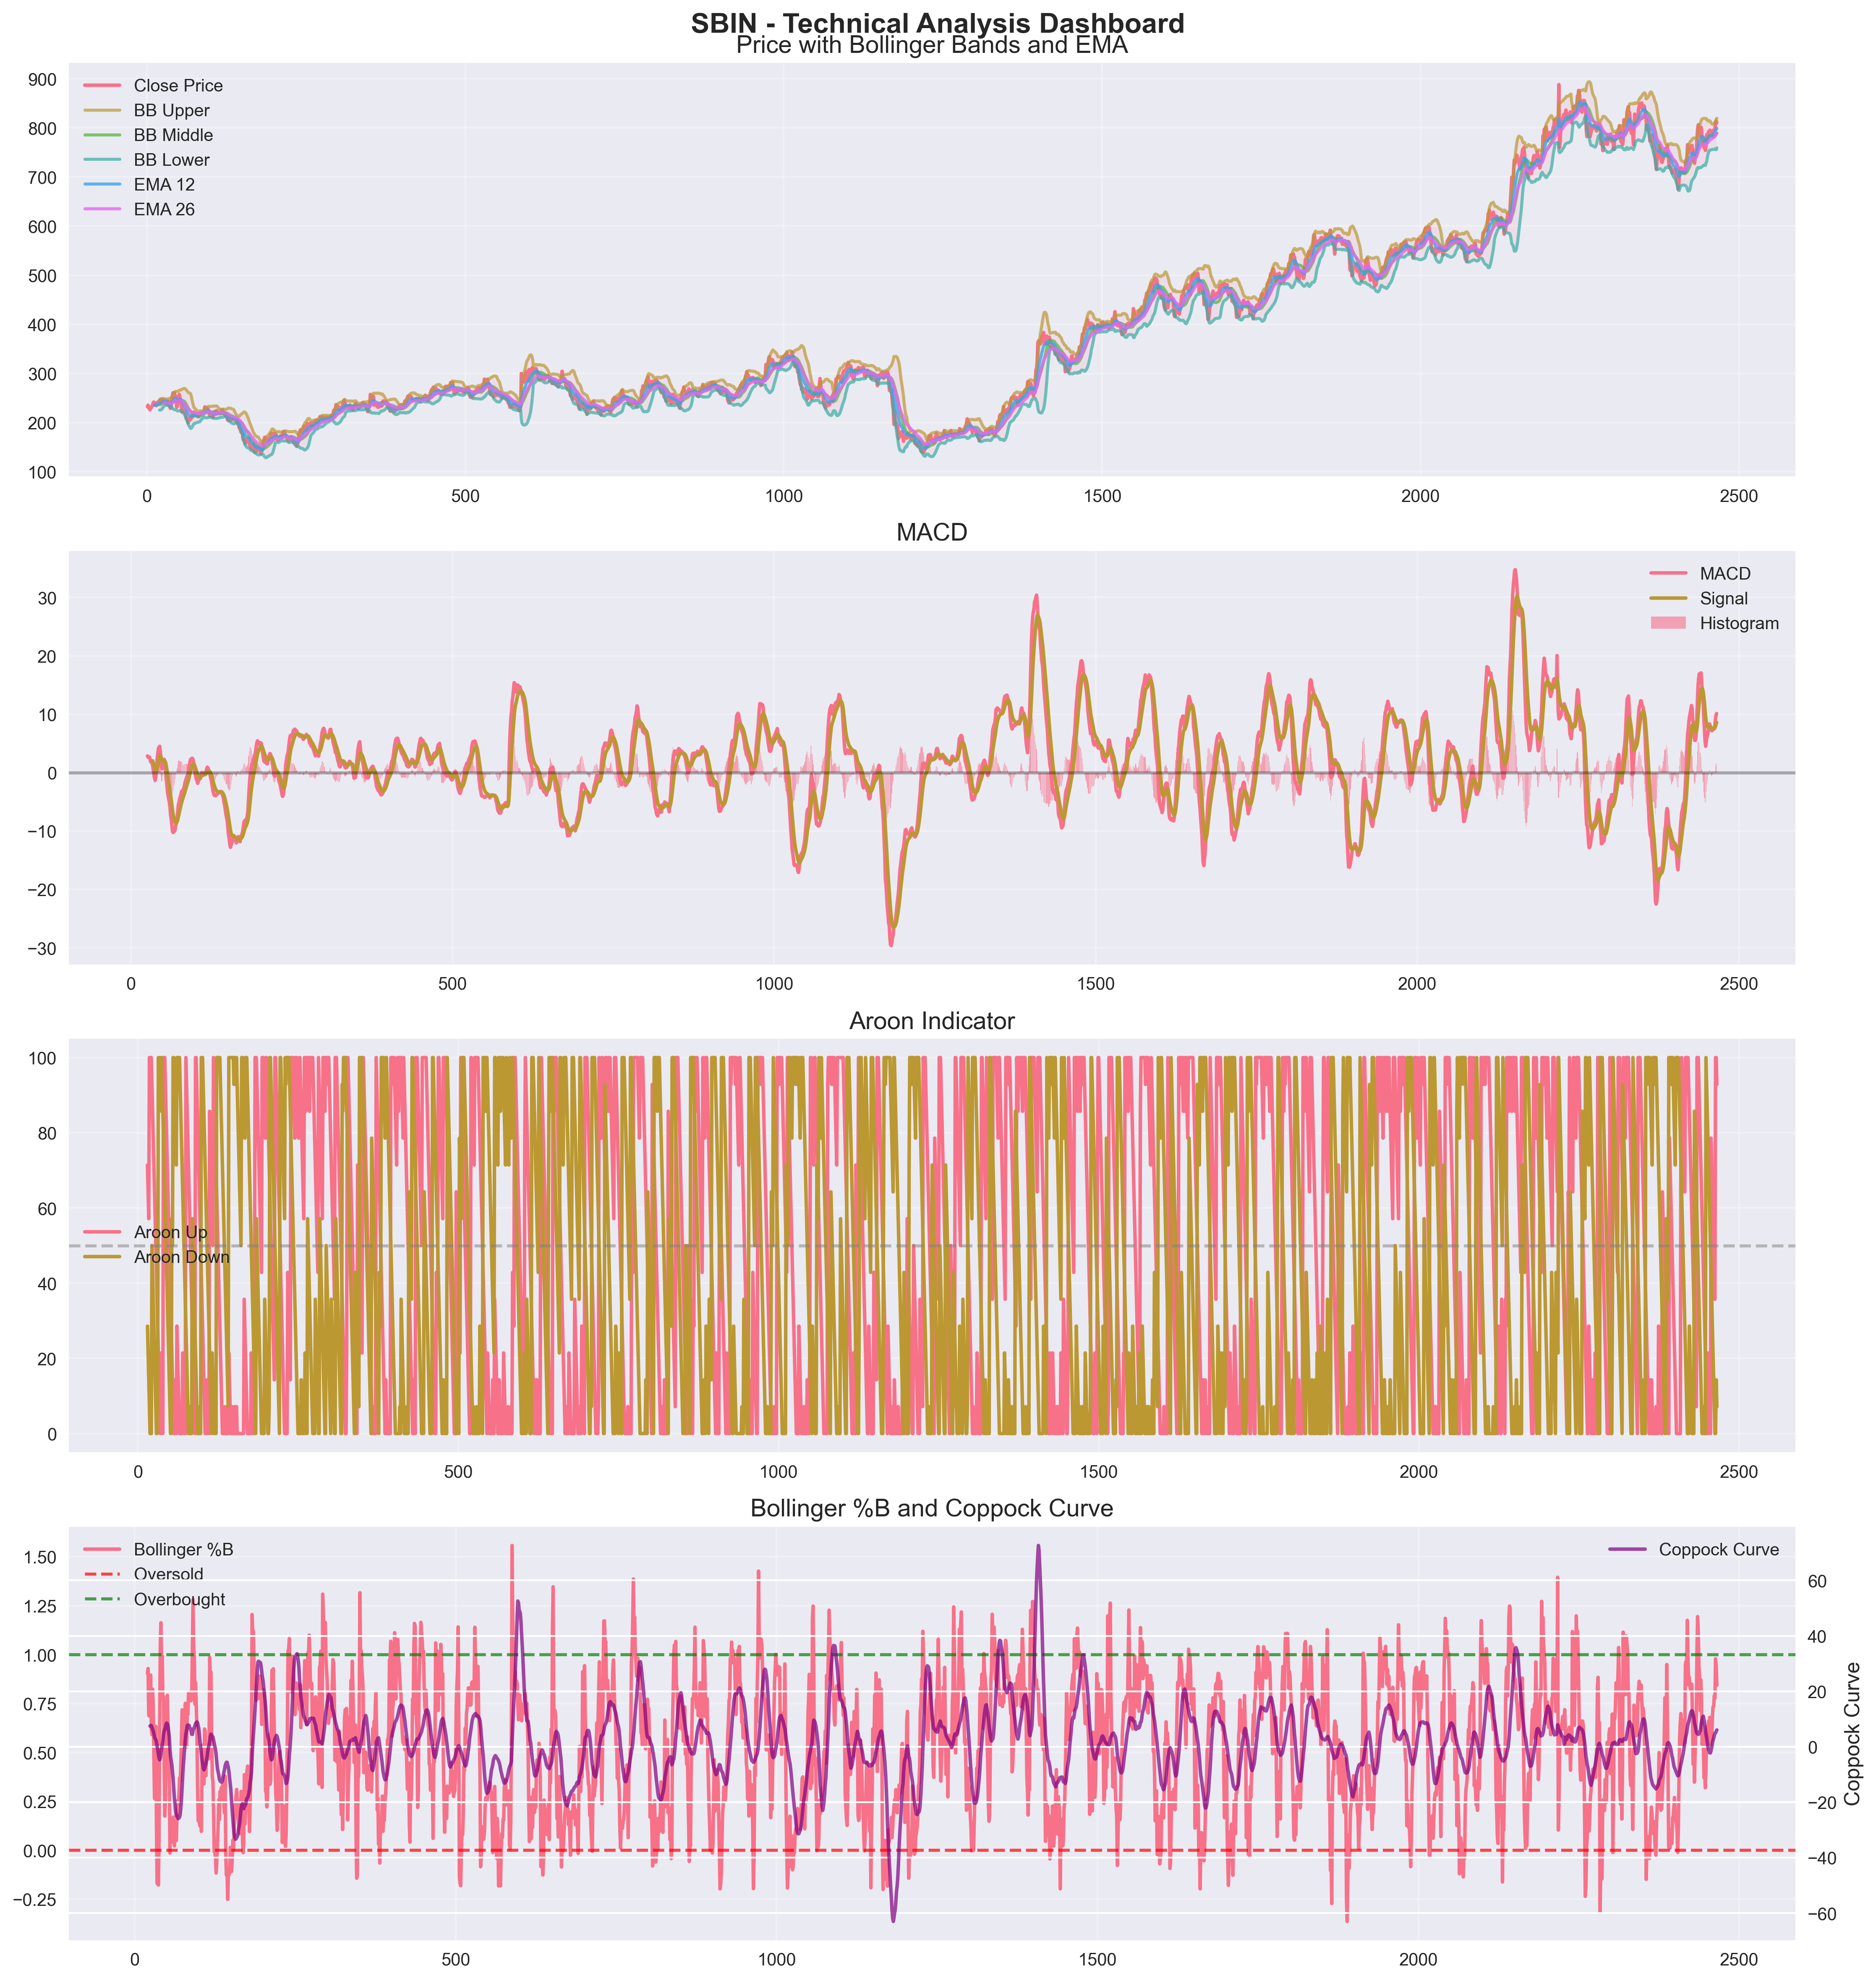 SBIN - Technical Analysis Dashboard
Price with Bollinger Bands and EMA
Close Price
BB Upper
BB Middle
BB Lower
EMA 12
EMA 26
900
800
700
600
500
400
300
200
100
0 500 1000 1500 2000 2500
MACD
MACD
Signal
Histogram
30
20
10
0
−10
−20
−30
0 500 1000 1500 2000 2500
Aroon Indicator
100
80
60
40
20
0
Aroon Up
Aroon Down
0 500 1000 1500 2000 2500
Bollinger %B and Coppock Curve
Bollinger %B
Oversold
Overbought
Coppock Curve
1.50
1.25
1.00
0.75
0.50
0.25
0.00
−0.25
60
40
20
0
−20
−40
−60
Coppock Curve
0 500 1000 1500 2000 2500